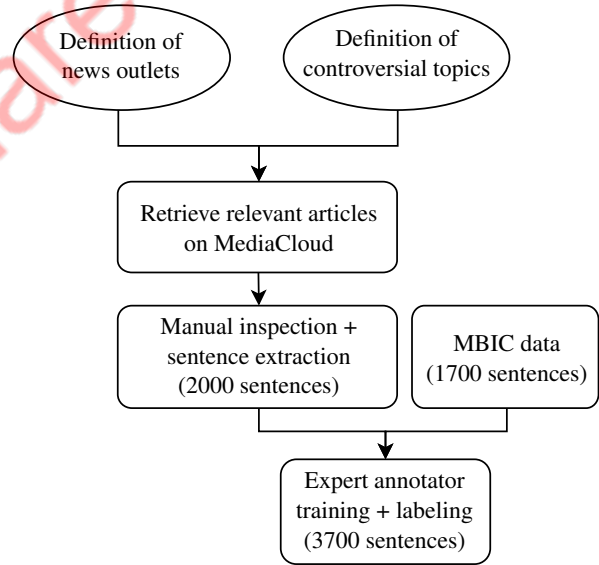 Definition of
news outlets
Definition of
controversial topics
Retrieve relevant articles
on MediaCloud
Manual inspection +
sentence extraction
(2000 sentences)
MBIC data
(1700 sentences)
Expert annotator
training + labeling
(3700 sentences)